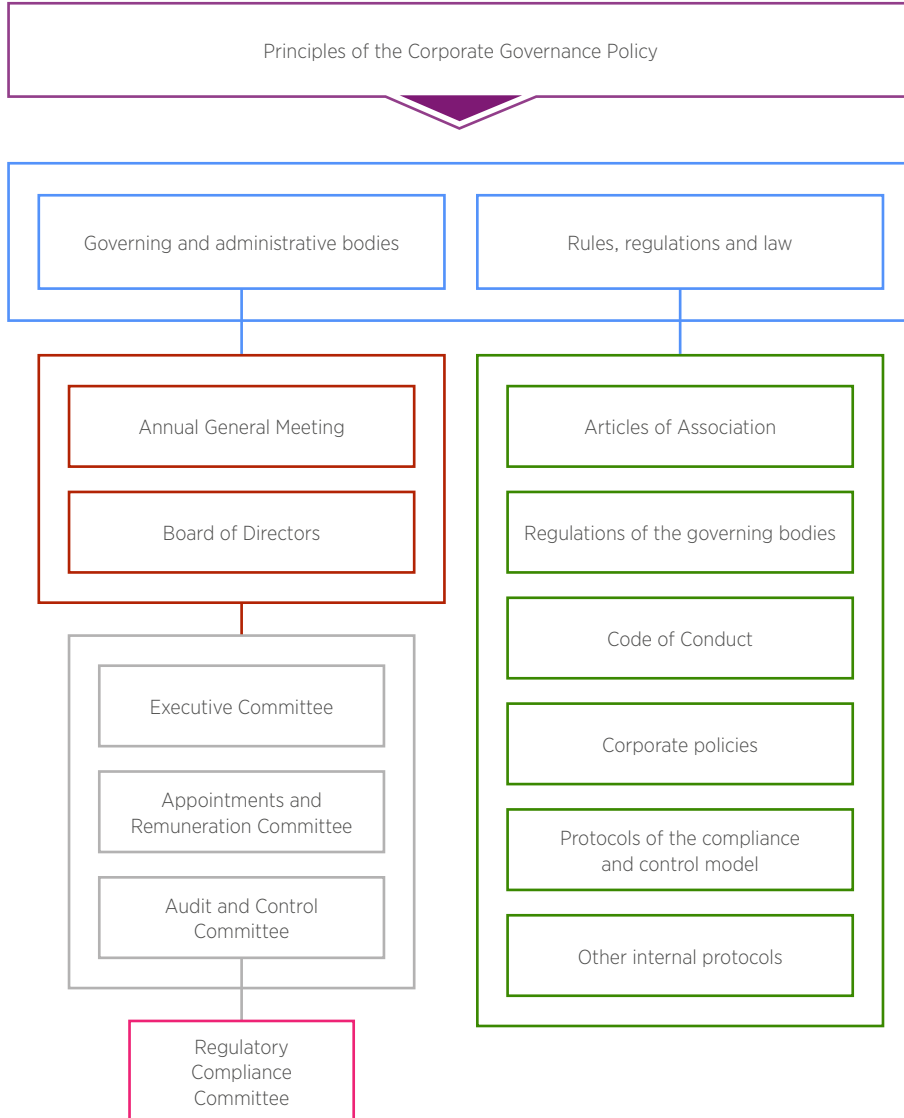 Principles of the Corporate Governance Policy
Governing and administrative bodies
Rules, regulations and law
Annual General Meeting
Board of Directors
Executive Committee
Appointments and
Remuneration Committee
Audit and Control
Committee
Regulatory
Compliance
Committee
Articles of Association
Regulations of the governing bodies
Code of Conduct
Corporate policies
Protocols of the compliance
and control model
Other internal protocols